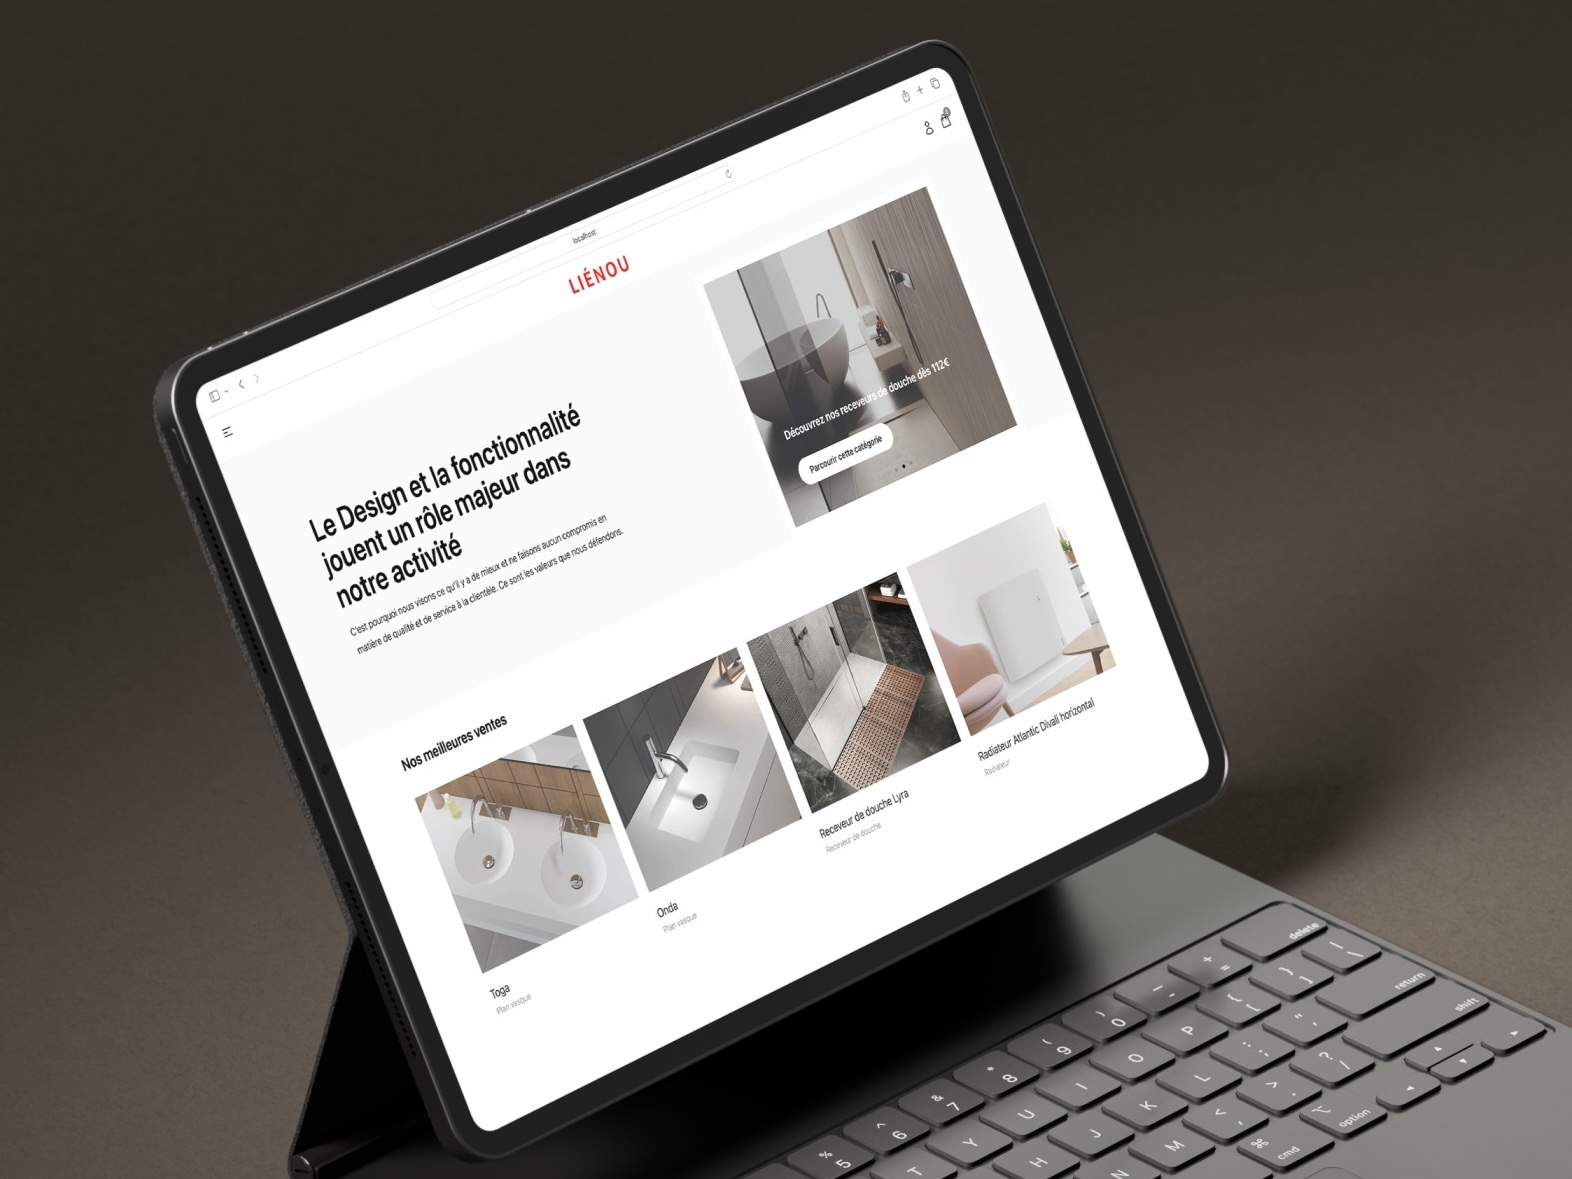 localhost
LIÉNOU
Le Design et la fonctionnalité
jouent un rôle majeur dans
notre activité
C'est pourquoi nous visons ce qu'il y a de mieux et ne faisons aucun compromis en
matière de qualité et de service à la clientèle. Ce sont les valeurs que nous défendons.
Découvrez nos receveurs de douche dès 112€
Parcourir cette catégorie
Nos meilleures ventes
Toga
Plan vasque
Onda
Plan vasque
Receveur de douche Lyra
Receveur de douche
Radiateur Atlantic Divali horizontal
Radiateur
% 5 ^ 6 & 7 * 8 ( 9 ) 0 _ - + = delete
T Y U I O P { [ } ] | \
H J K L : ; " ' return
N M < , > . ? / shift
cmd option